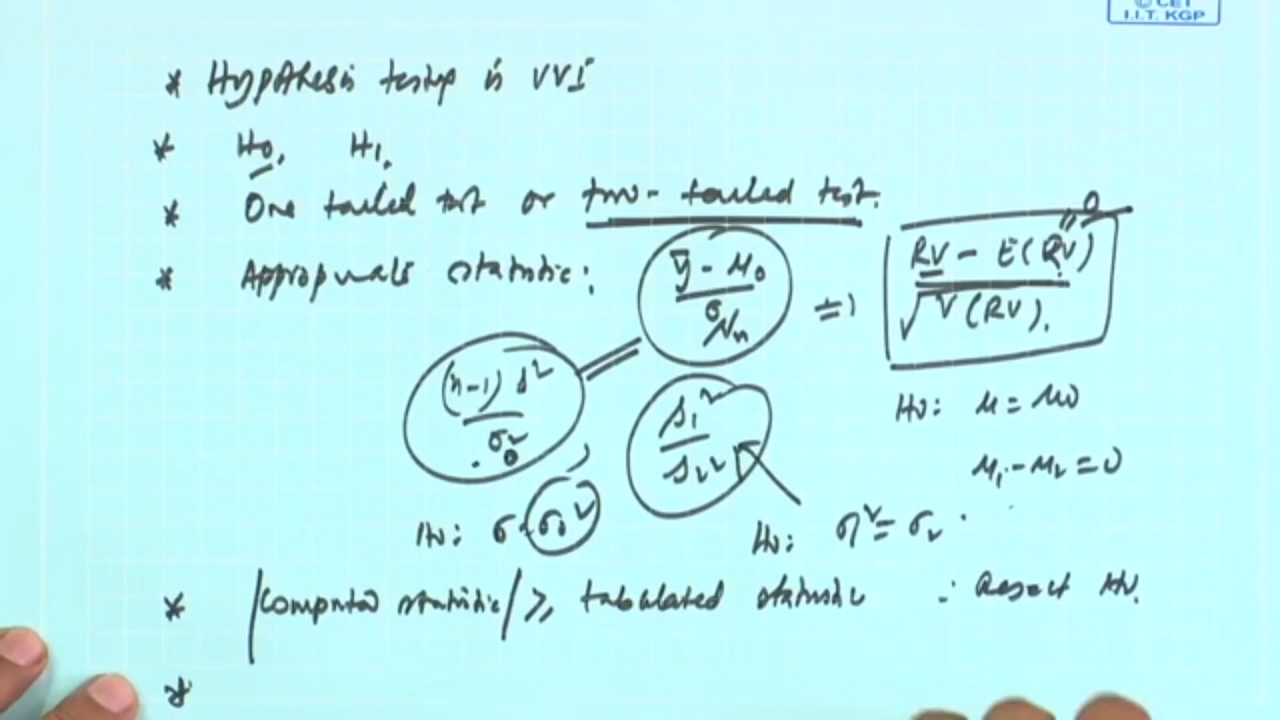 © CET
I.I.T. KGP
* Hypothesis testing is VVI
* H0, H1,
* One tailed test or two-tailed test.
* Appropriate statistic: (ȳ - μ0)/(σ/√n) ⇒ (RV - E(RV))/√V(RV).
(n-1)s²/σ0² s1²/s2²
H0: μ = μ0
μ1 - μ2 = 0
H0: σ² = σ0² H0: σ1² = σ2²
* |Computed statistic| ≥ tabulated statistic : Reject H0.
*